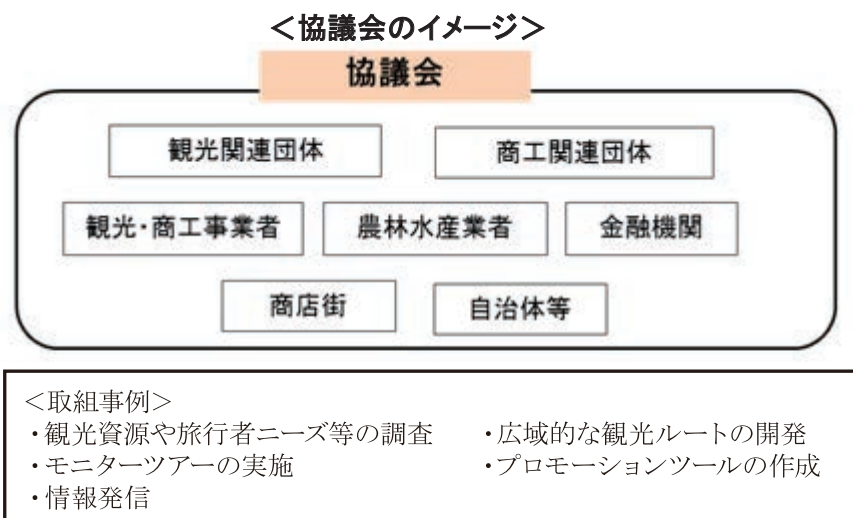 ＜協議会のイメージ＞
協議会
観光関連団体
商工関連団体
観光・商工事業者
農林水産業者
金融機関
商店街
自治体等
＜取組事例＞
・観光資源や旅行者ニーズ等の調査
・広域的な観光ルートの開発
・モニターツアーの実施
・プロモーションツールの作成
・情報発信